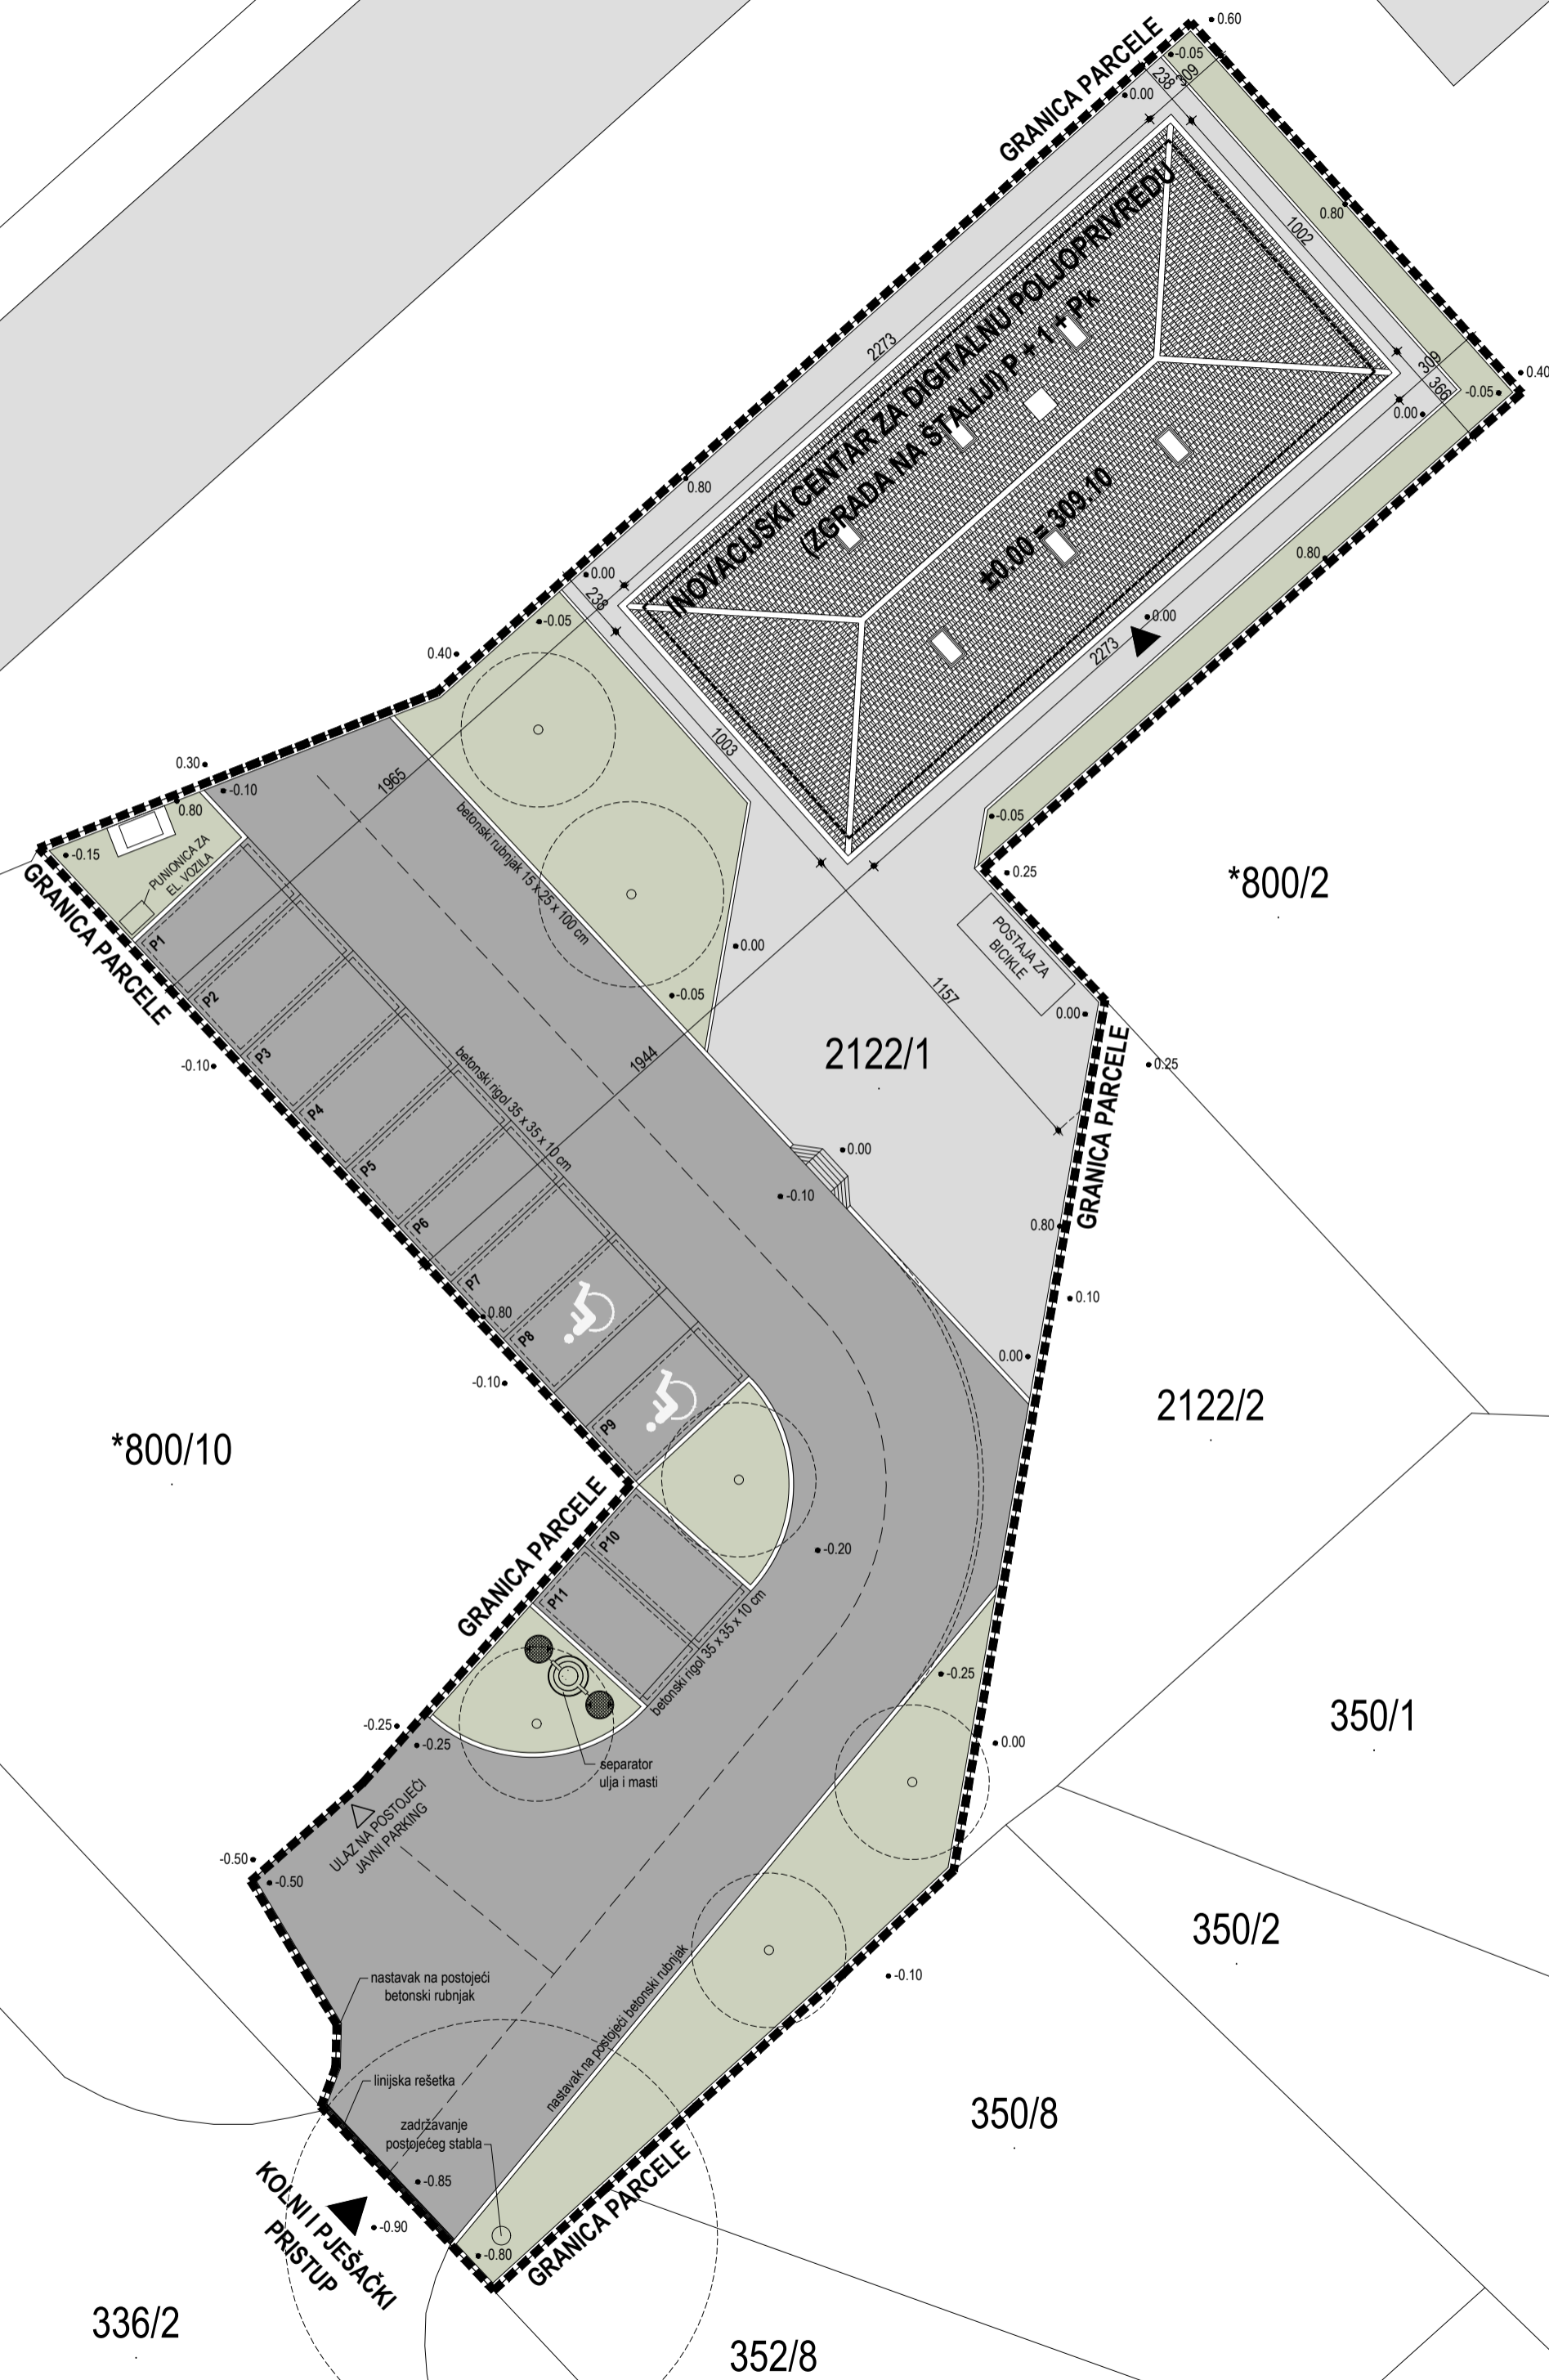 0.60
GRANICA PARCELE
-0.05
238
309
0.00
0.80
1002
2273
INOVACIJSKI CENTAR ZA DIGITALNU POLJOPRIVREDU
(ZGRADA NA ŠTALIJI) P + 1 + Pk
±0.00 = 309.10
309
366
0.40
-0.05
0.00
0.80
0.80
0.00
238
-0.05
0.40
0.00
2273
1003
0.30
-0.10
0.80
1965
betonski rubnjak 15 x 25 x 100 cm
-0.15
PUNIONICA ZA
EL. VOZILA
GRANICA PARCELE
-0.05
0.25
*800/2
POSTAJA ZA
BICIKLE
0.00
-0.05
1157
0.00
P1
P2
P3
P4
P5
P6
P7
P8
P9
-0.10
betonski rigol 35 x 35 x 10 cm
1944
2122/1
GRANICA PARCELE
0.25
0.00
-0.10
0.80
0.10
0.80
0.00
-0.10
2122/2
*800/10
GRANICA PARCELE
P10
P11
-0.20
betonski rigol 35 x 35 x 10 cm
-0.25
-0.25
-0.25
0.00
350/1
separator
ulja i masti
ULAZ NA POSTOJEĆI
JAVNI PARKING
-0.50
-0.50
350/2
-0.10
nastavak na postojeći
betonski rubnjak
nastavak na postojeći betonski rubnjak
linijska rešetka
zadržavanje
postojećeg stabla
350/8
-0.85
KOLNI I PJEŠAČKI
PRISTUP
-0.90
-0.80
GRANICA PARCELE
336/2
352/8